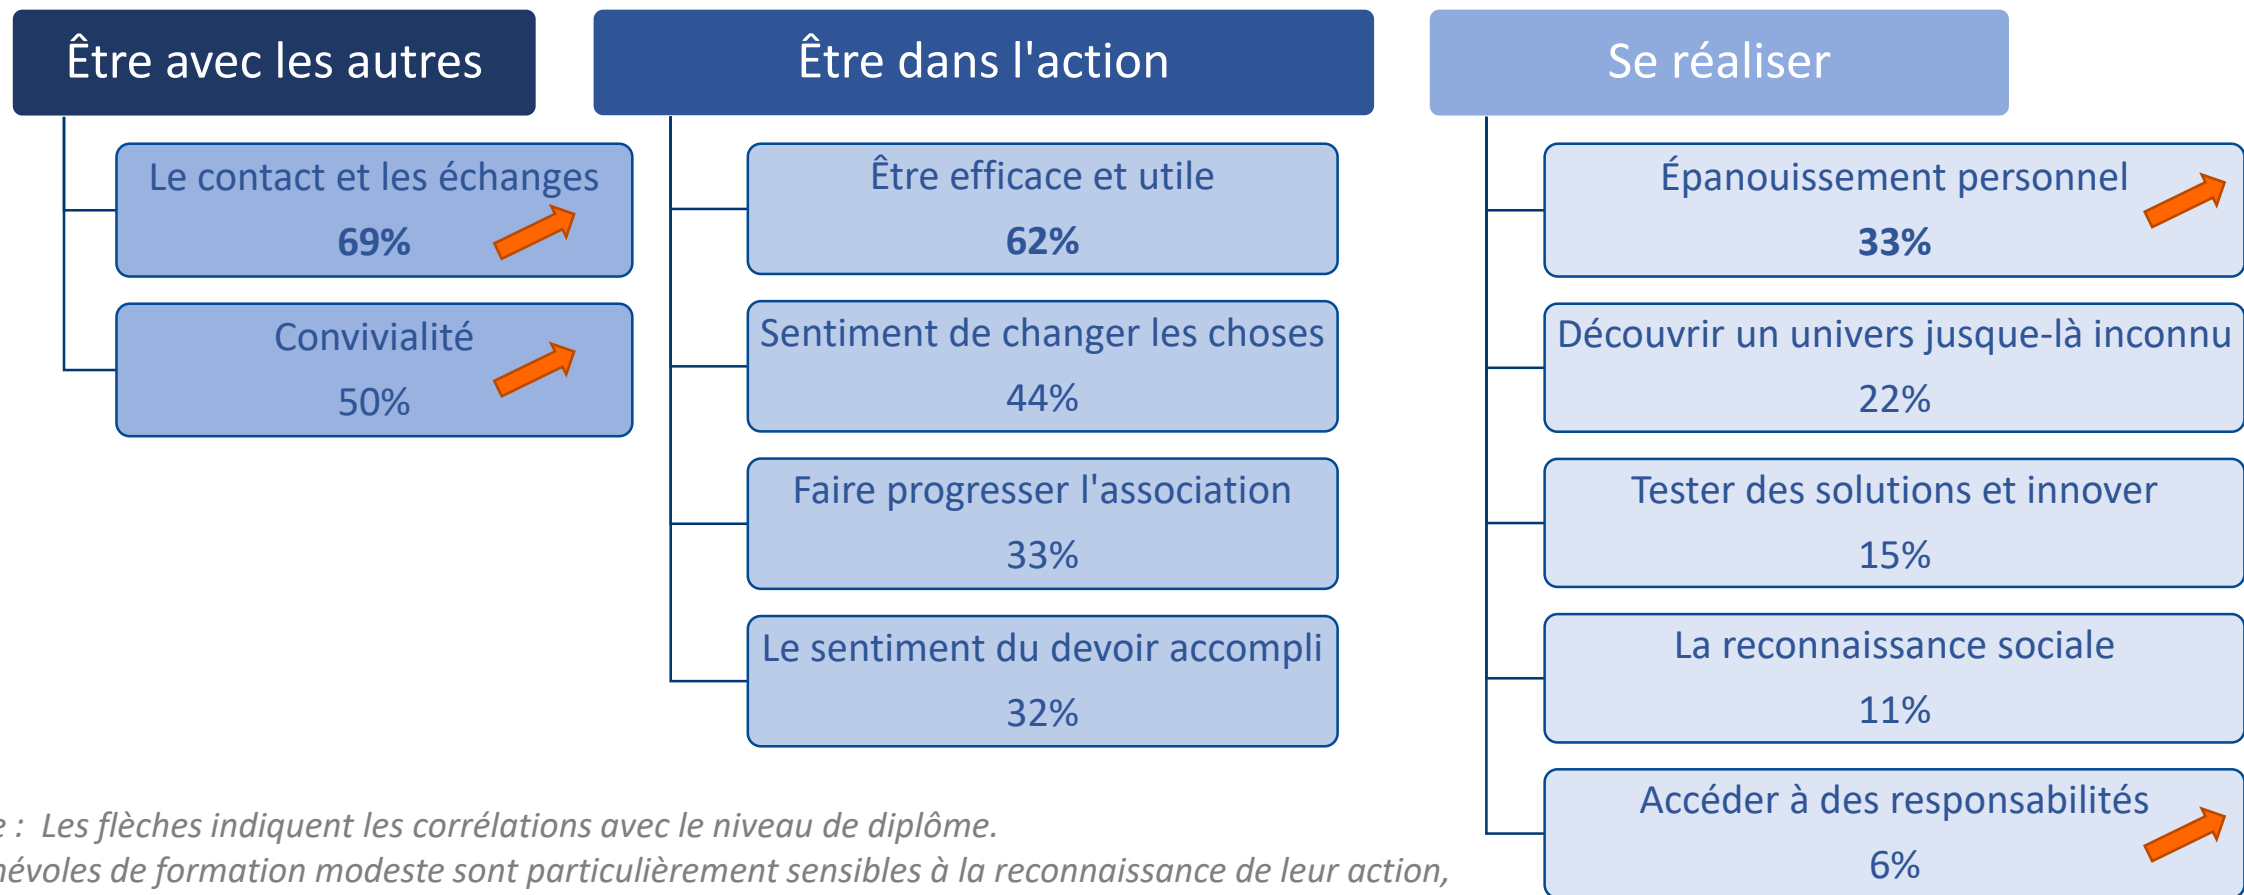 Être avec les autres
Le contact et les échanges
69%
Convivialité
50%
Être dans l'action
Être efficace et utile
62%
Sentiment de changer les choses
44%
Faire progresser l'association
33%
Le sentiment du devoir accompli
32%
Se réaliser
Épanouissement personnel
33%
Découvrir un univers jusque-là inconnu
22%
Tester des solutions et innover
15%
La reconnaissance sociale
11%
Accéder à des responsabilités
6%
: Les flèches indiquent les corrélations avec le niveau de diplôme.
de formation modeste sont particulièrement sensibles à la reconnaissance de leur action,